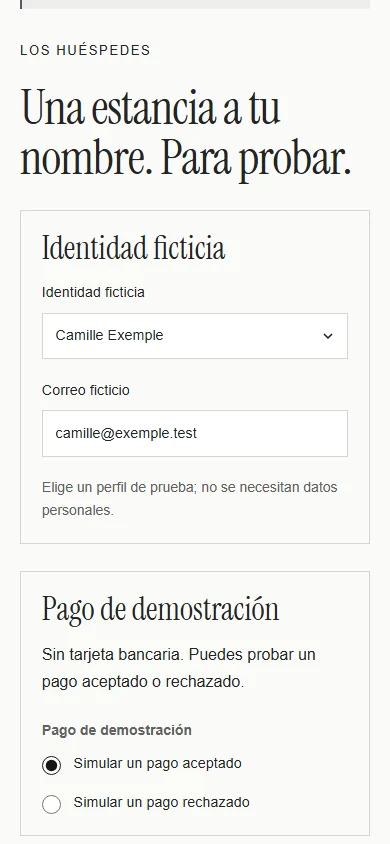 LOS HUÉSPEDES
Una estancia a tu
nombre. Para probar.
Identidad ficticia
Identidad ficticia
Camille Exemple
Correo ficticio
camille@exemple.test
Elige un perfil de prueba; no se necesitan datos
personales.
Pago de demostración
Sin tarjeta bancaria. Puedes probar un
pago aceptado o rechazado.
Pago de demostración
Simular un pago aceptado
Simular un pago rechazado